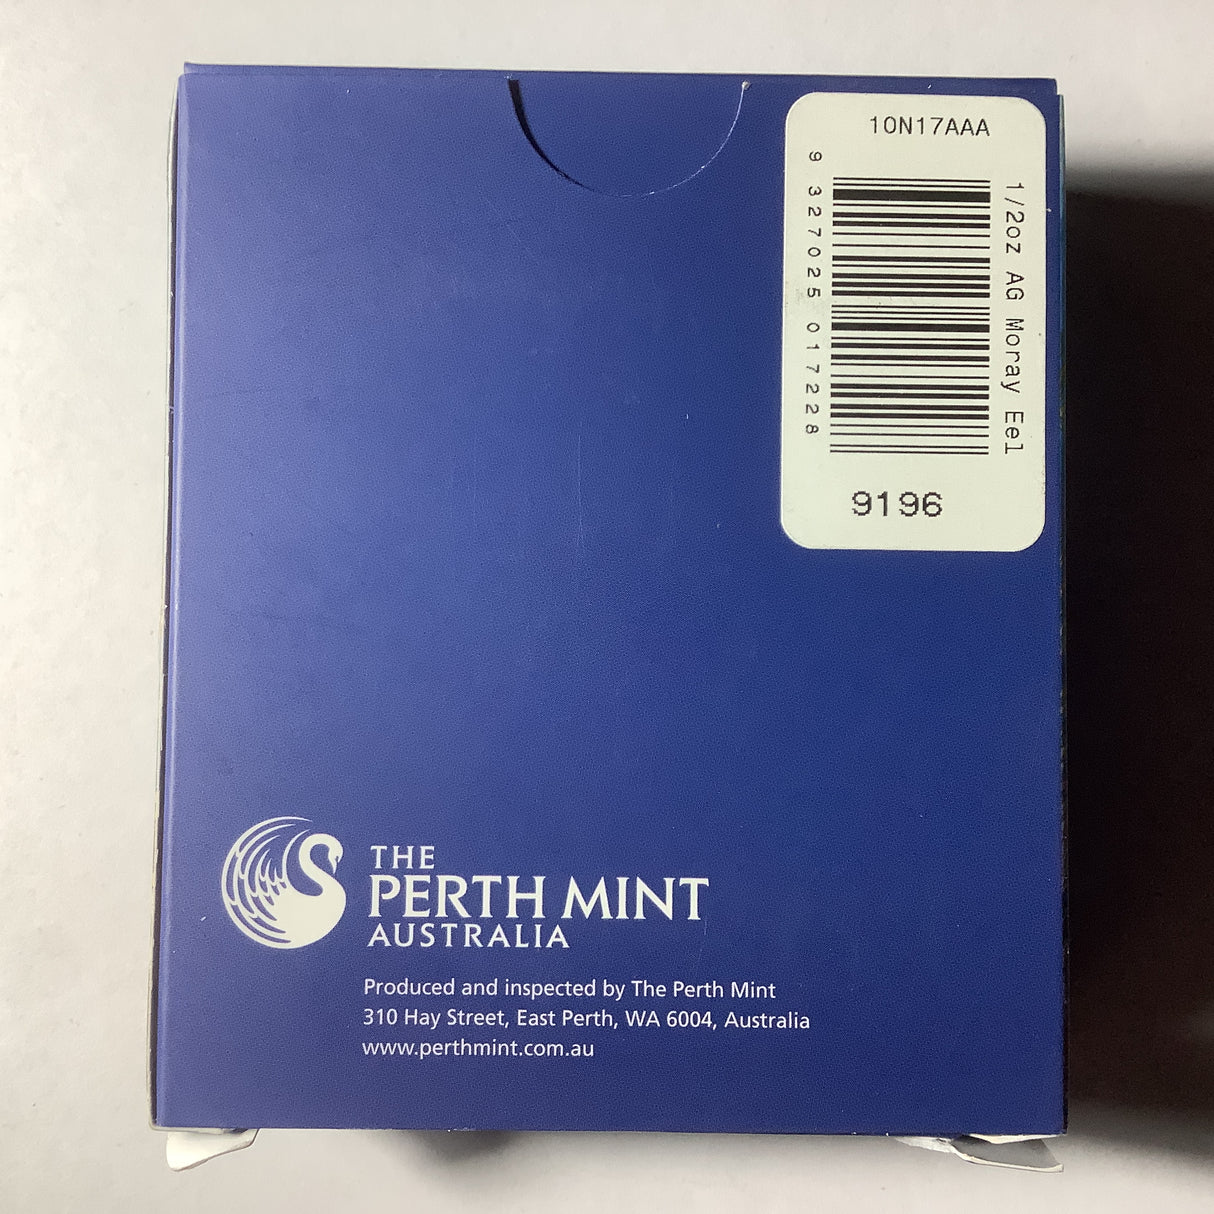 10N17AAA
9 327025 017228
1/2oz AG Moray Eel
9196
THE
PERTH MINT
AUSTRALIA
Produced and inspected by The Perth Mint
310 Hay Street, East Perth, WA 6004, Australia
www.perthmint.com.au